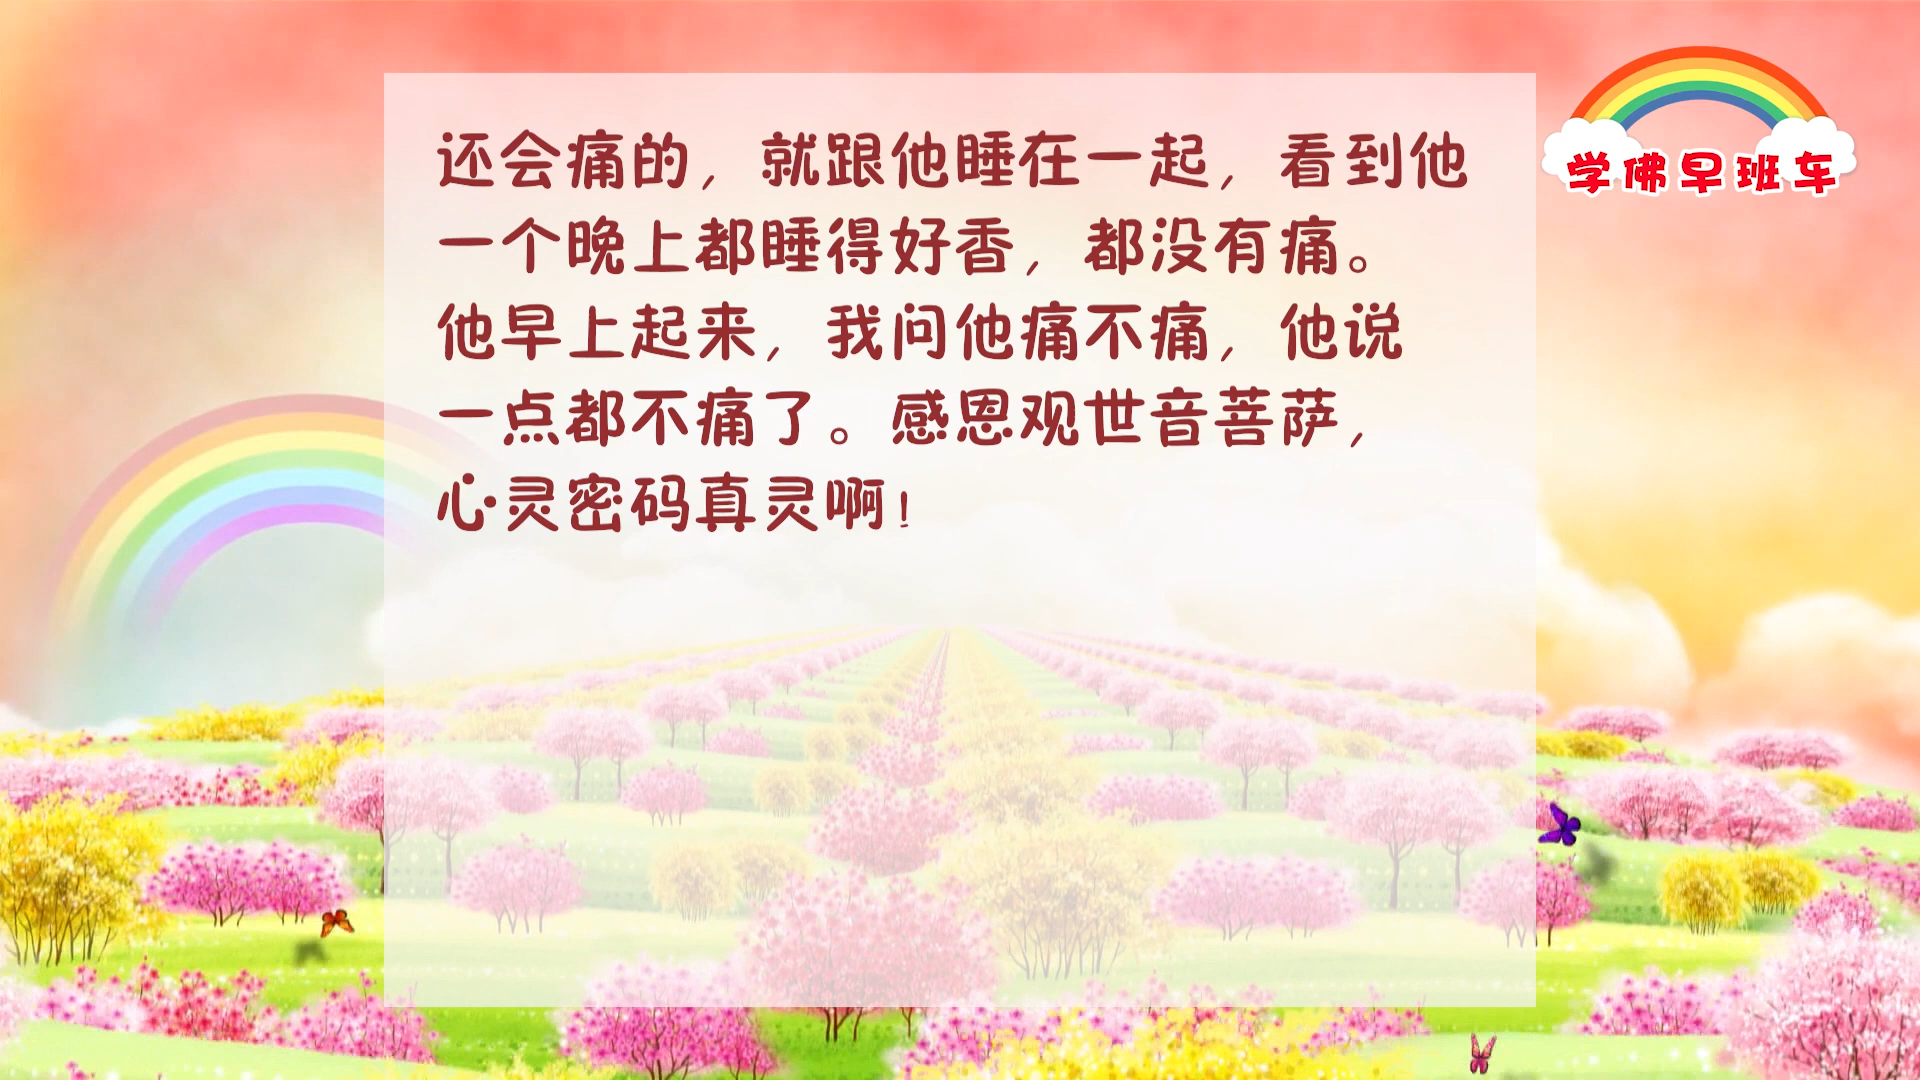 还会痛的，就跟他睡在一起，看到他
一个晚上都睡得好香，都没有痛。
他早上起来，我问他痛不痛，他说
一点都不痛了。感恩观世音菩萨，
心灵密码真灵啊！
学佛早班车